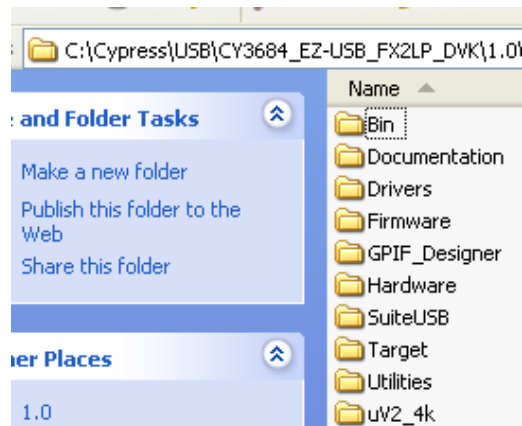 C:\Cypress\USB\CY3684_EZ-USB_FX2LP_DVK\1.0\
Name
and Folder Tasks
Make a new folder
Publish this folder to the
Web
Share this folder
Places
1.0
Bin
Documentation
Drivers
Firmware
GPIF_Designer
Hardware
SuiteUSB
Target
Utilities
uV2_4k